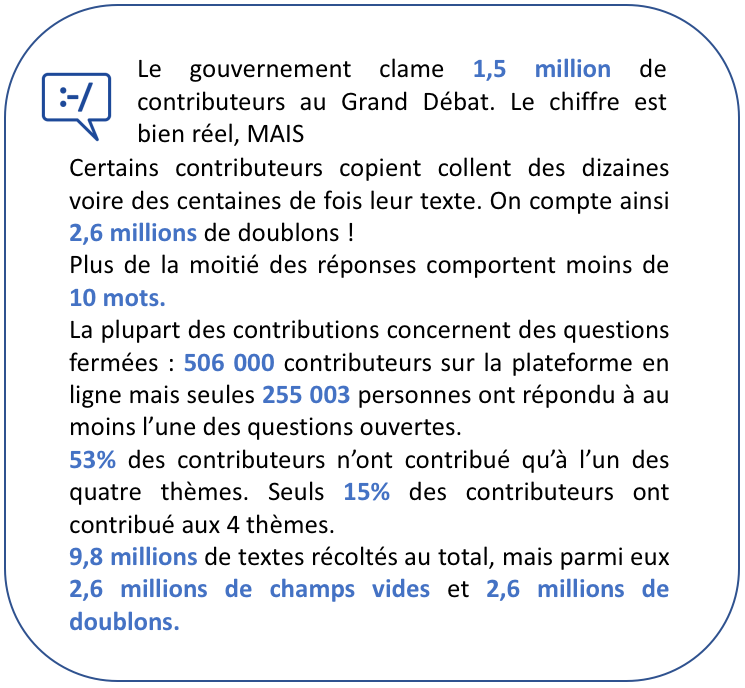 :-/
Le gouvernement clame 1,5 million de
contributeurs au Grand Débat. Le chiffre est
bien réel, MAIS
Certains contributeurs copient collent des dizaines
voire des centaines de fois leur texte. On compte ainsi
2,6 millions de doublons !
Plus de la moitié des réponses comportent moins de
10 mots.
La plupart des contributions concernent des questions
fermées : 506 000 contributeurs sur la plateforme en
ligne mais seules 255 003 personnes ont répondu à au
moins l’une des questions ouvertes.
53% des contributeurs n’ont contribué qu’à l’un des
quatre thèmes. Seuls 15% des contributeurs ont
contribué aux 4 thèmes.
9,8 millions de textes récoltés au total, mais parmi eux
2,6 millions de champs vides et 2,6 millions de
doublons.